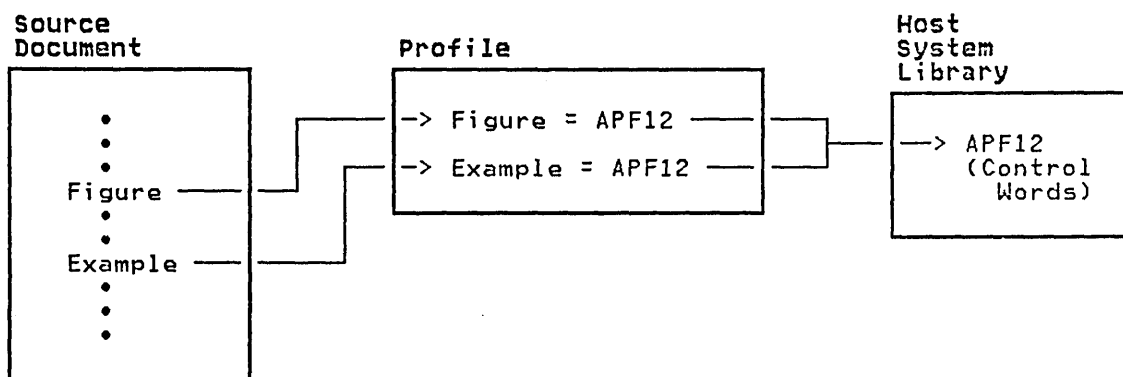 Source
Document
Profile
Host
System
Library
Figure
Example
-> Figure = APF12
-> Example = APF12
-> APF12
(Control
Words)